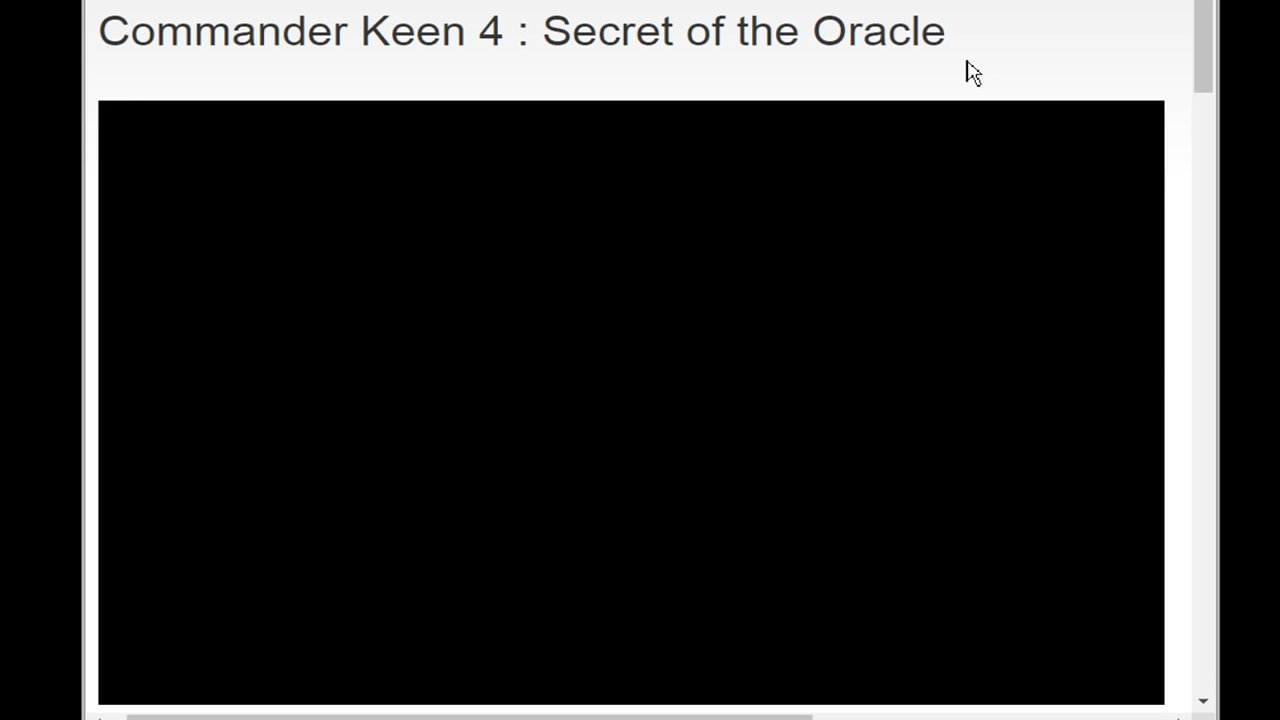 Commander Keen 4 : Secret of the Oracle